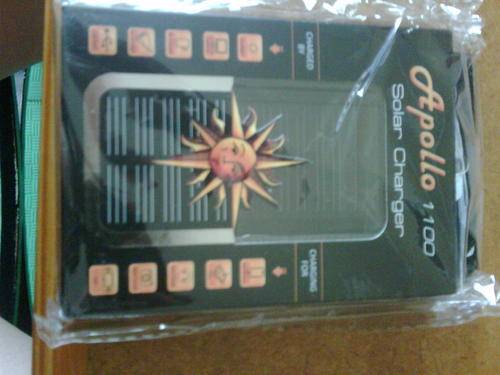 Apollo 1100
Solar Charger
CHARGED
BY
CHARGING
FOR